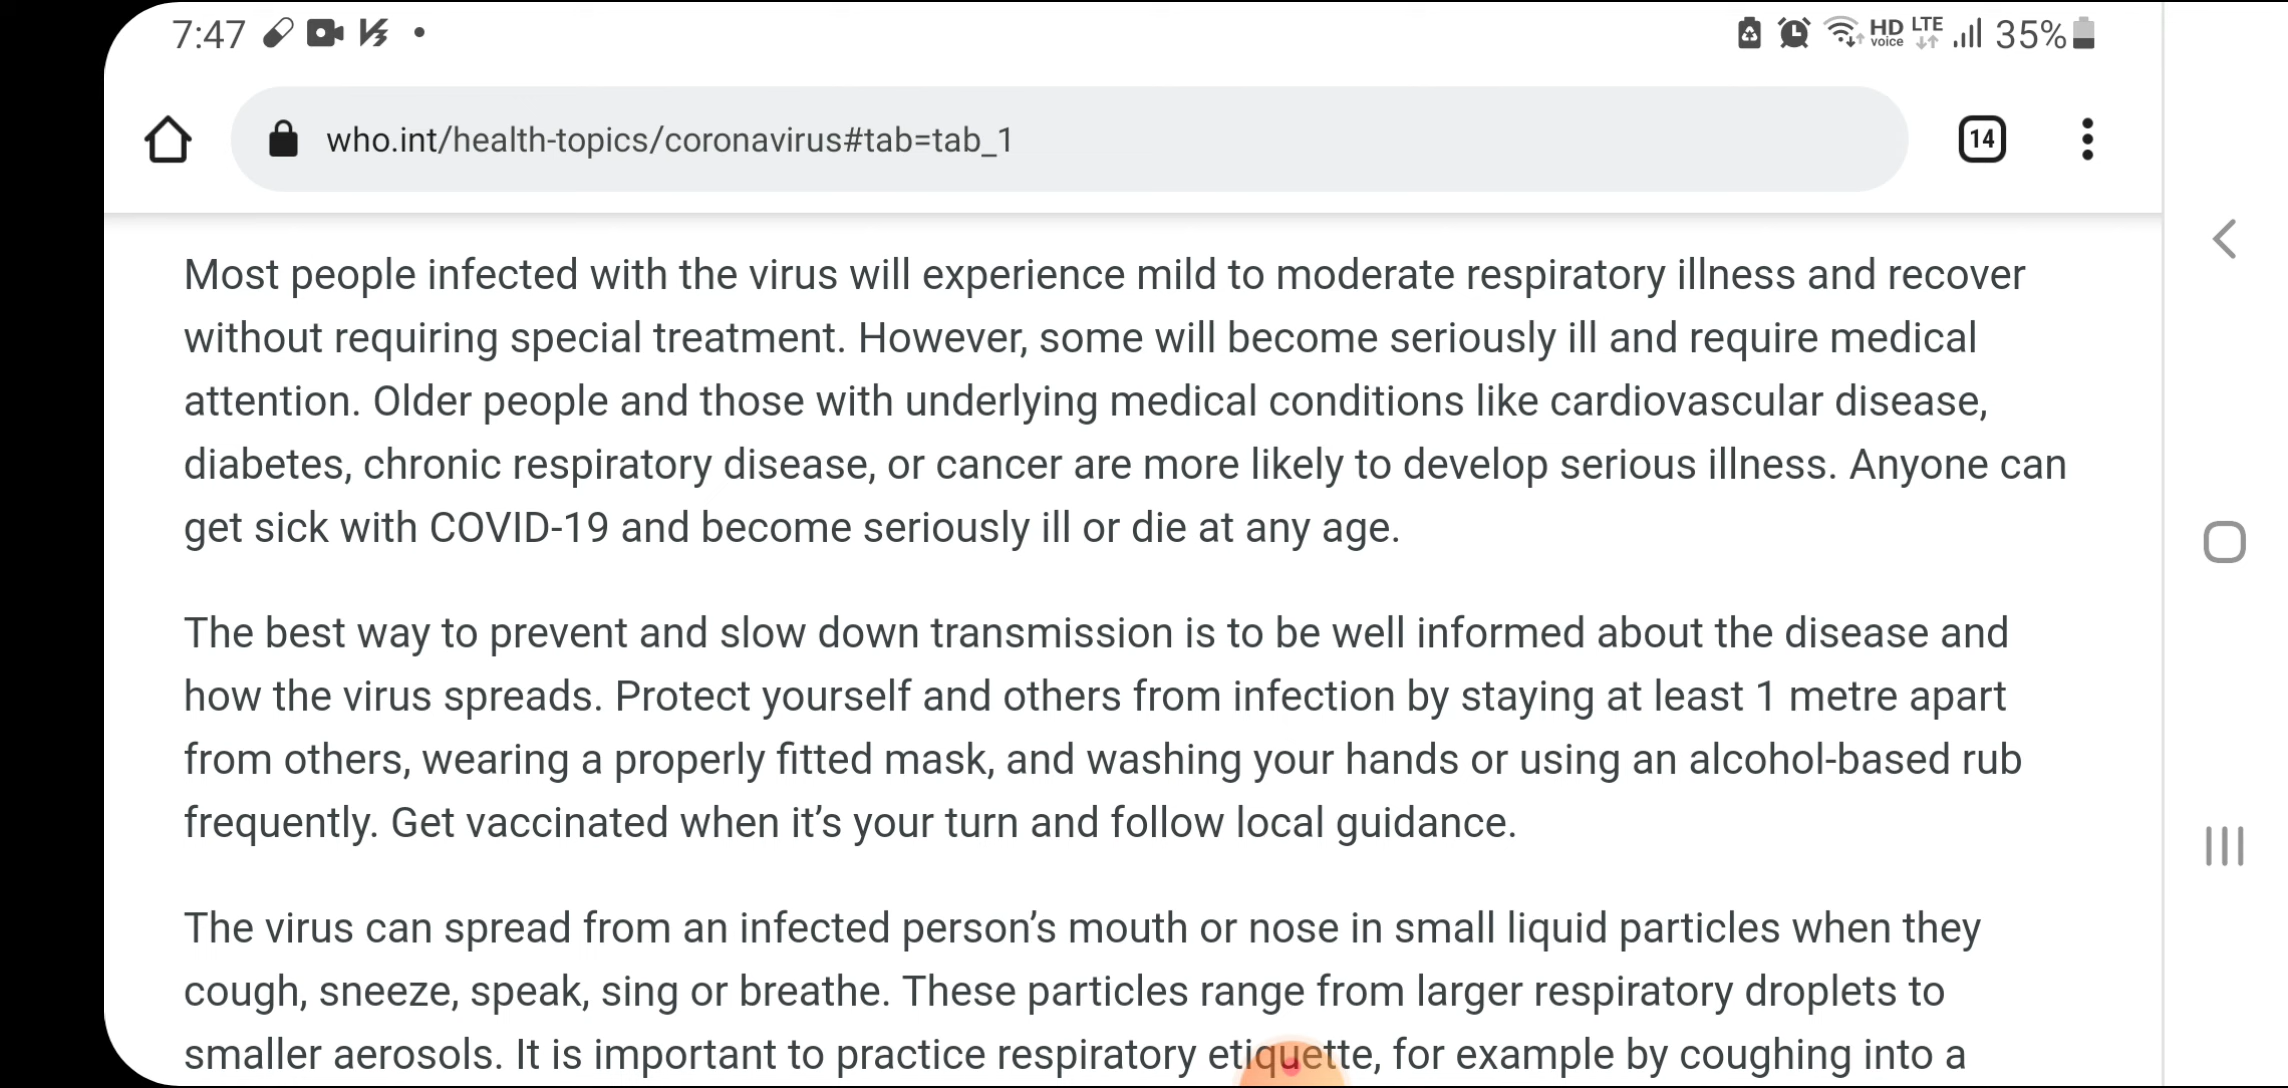 7:47
HD voice LTE 35%
who.int/health-topics/coronavirus#tab=tab_1
14
Most people infected with the virus will experience mild to moderate respiratory illness and recover
without requiring special treatment. However, some will become seriously ill and require medical
attention. Older people and those with underlying medical conditions like cardiovascular disease,
diabetes, chronic respiratory disease, or cancer are more likely to develop serious illness. Anyone can
get sick with COVID-19 and become seriously ill or die at any age.
The best way to prevent and slow down transmission is to be well informed about the disease and
how the virus spreads. Protect yourself and others from infection by staying at least 1 metre apart
from others, wearing a properly fitted mask, and washing your hands or using an alcohol-based rub
frequently. Get vaccinated when it’s your turn and follow local guidance.
The virus can spread from an infected person’s mouth or nose in small liquid particles when they
cough, sneeze, speak, sing or breathe. These particles range from larger respiratory droplets to
smaller aerosols. It is important to practice respiratory etiquette, for example by coughing into a